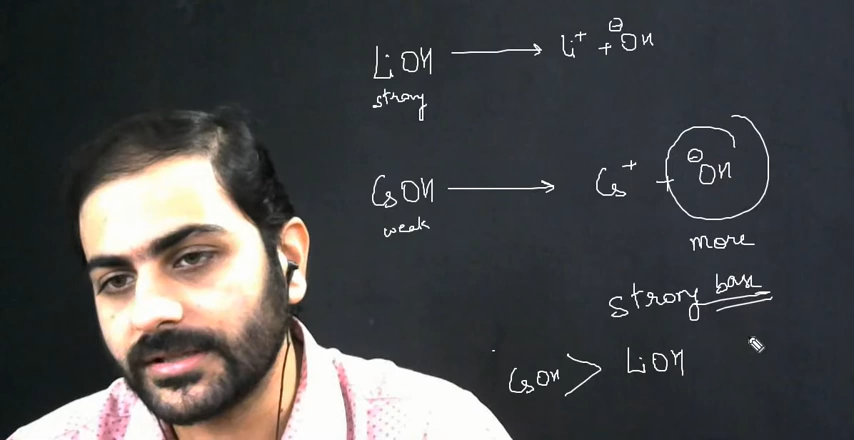 LiOH → Li⁺ + ⊖OH
strong
CsOH → Cs⁺ + ⊖OH
weak
more
strong base
CsOH > LiOH